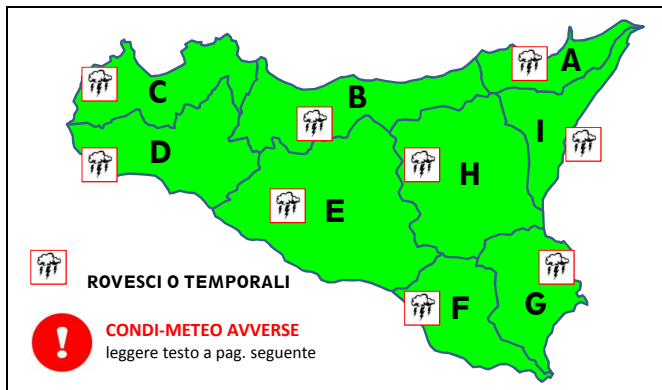 A
C
B
I
D
H
E
ROVESCI O TEMPORALI
F
G
CONDI-METEO AVVERSE
leggere testo a pag. seguente